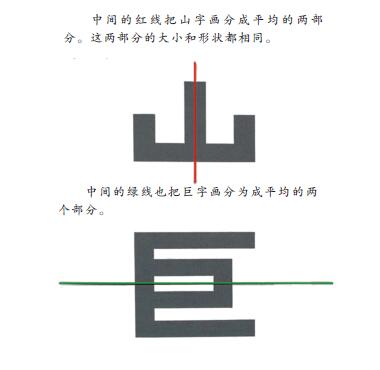 中间的红线把山字画分成平均的两部
分。这两部分的大小和形状都相同。
山
中间的绿线也把巨字画分为成平均的两
个部分。
巨